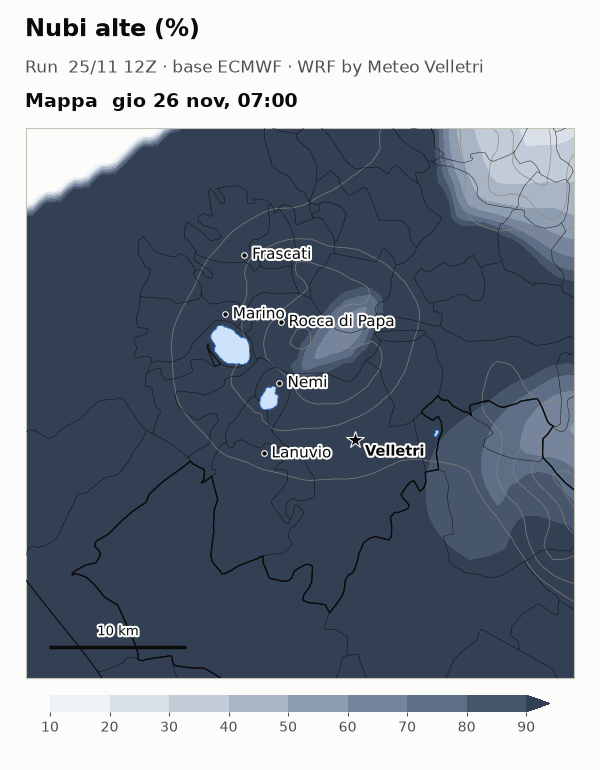 Nubi alte (%)
Run 25/11 12Z · base ECMWF · WRF by Meteo Velletri
Mappa gio 26 nov, 07:00
Frascati
Marino
Rocca di Papa
Nemi
Velletri
Lanuvio
10 km
10 20 30 40 50 60 70 80 90